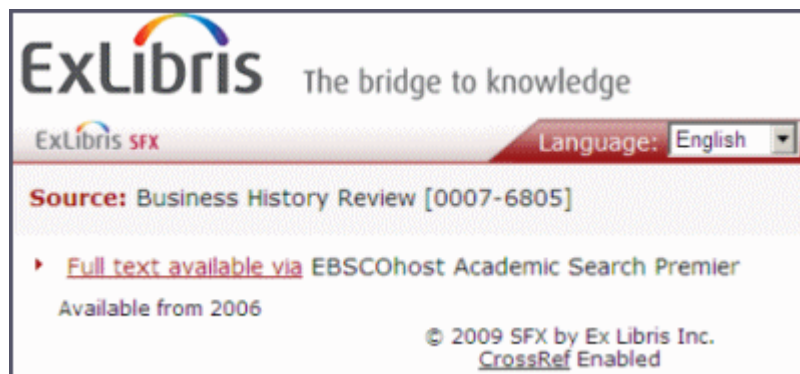 ExLibris The bridge to knowledge
ExLibris SFX Language: English
Source: Business History Review [0007-6805]
Full text available via EBSCOhost Academic Search Premier
Available from 2006
© 2009 SFX by Ex Libris Inc.
CrossRef Enabled